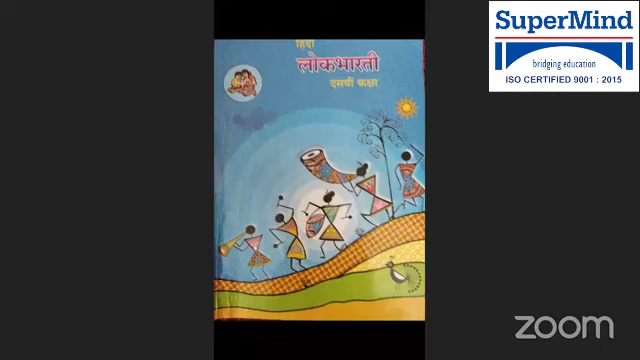 हिंदी
लोकभारती
दसवीं कक्षा
SuperMind
bridging education
ISO CERTIFIED 9001 : 2015
zoom